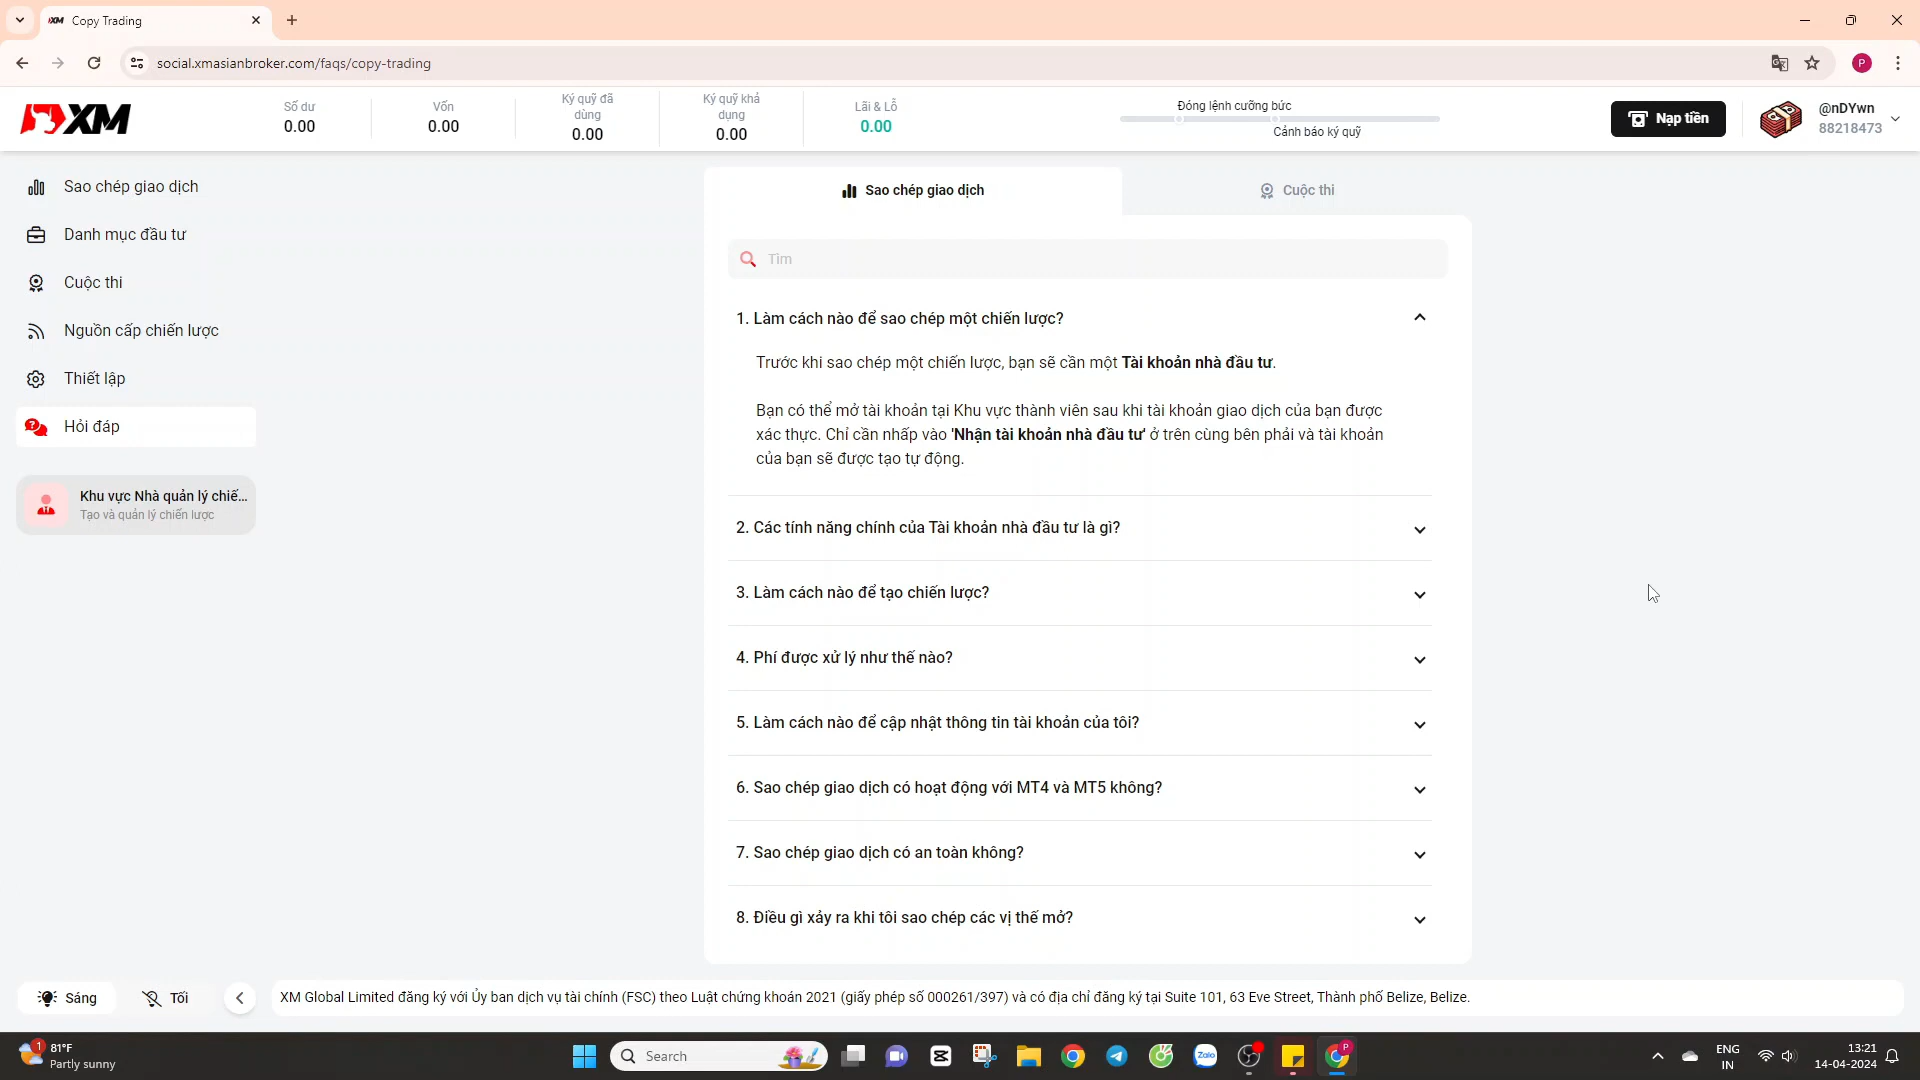 XM Copy Trading
social.xmasianbroker.com/faqs/copy-trading
P
XM
Số dư
0.00
Vốn
0.00
Ký quỹ đã
dùng
0.00
Ký quỹ khả
dụng
0.00
Lãi & Lỗ
0.00
Đóng lệnh cưỡng bức
Cảnh báo ký quỹ
Nạp tiền
@nDYwn
88218473
Sao chép giao dịch
Danh mục đầu tư
Cuộc thi
Nguồn cấp chiến lược
Thiết lập
Hỏi đáp
Khu vực Nhà quản lý chiế...
Tạo và quản lý chiến lược
Sao chép giao dịch
Cuộc thi
Tìm
1. Làm cách nào để sao chép một chiến lược?
Trước khi sao chép một chiến lược, bạn sẽ cần một Tài khoản nhà đầu tư.
Bạn có thể mở tài khoản tại Khu vực thành viên sau khi tài khoản giao dịch của bạn được
xác thực. Chỉ cần nhấp vào 'Nhận tài khoản nhà đầu tư' ở trên cùng bên phải và tài khoản
của bạn sẽ được tạo tự động.
2. Các tính năng chính của Tài khoản nhà đầu tư là gì?
3. Làm cách nào để tạo chiến lược?
4. Phí được xử lý như thế nào?
5. Làm cách nào để cập nhật thông tin tài khoản của tôi?
6. Sao chép giao dịch có hoạt động với MT4 và MT5 không?
7. Sao chép giao dịch có an toàn không?
8. Điều gì xảy ra khi tôi sao chép các vị thế mở?
Sáng
Tối
XM Global Limited đăng ký với Ủy ban dịch vụ tài chính (FSC) theo Luật chứng khoán 2021 (giấy phép số 000261/397) và có địa chỉ đăng ký tại Suite 101, 63 Eve Street, Thành phố Belize, Belize.
1
81°F
Partly sunny
Search
Zalo
P
ENG
IN
13:21
14-04-2024